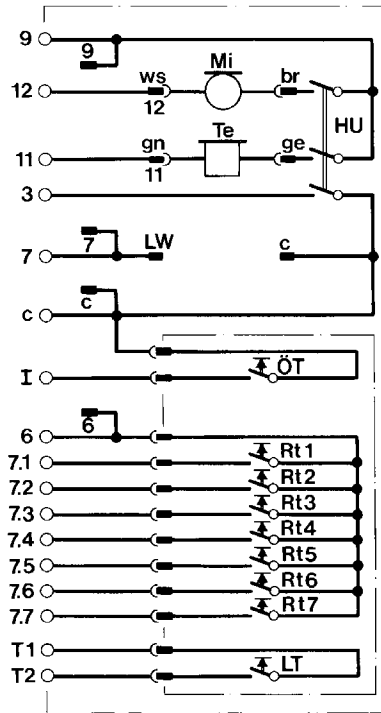 9
9
Mi
12 ws br
12
HU
Te
11 gn ge
11
3
7 LW c
7
c
c
ÖT
I
6
6
7.1 Rt1
7.2 Rt2
7.3 Rt3
7.4 Rt4
7.5 Rt5
7.6 Rt6
7.7 Rt7
T1
T2 LT